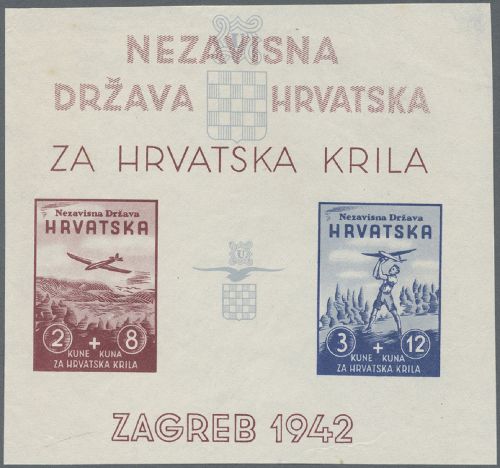 NEZAVISNA
DRŽAVA HRVATSKA
ZA HRVATSKA KRILA
Nezavisna Država
HRVATSKA
2 + 8
KUNE KUNA
ZA HRVATSKA KRILA
U
Nezavisna Država
HRVATSKA
3 + 12
KUNE KUNA
ZA HRVATSKA KRILA
ZAGREB 1942